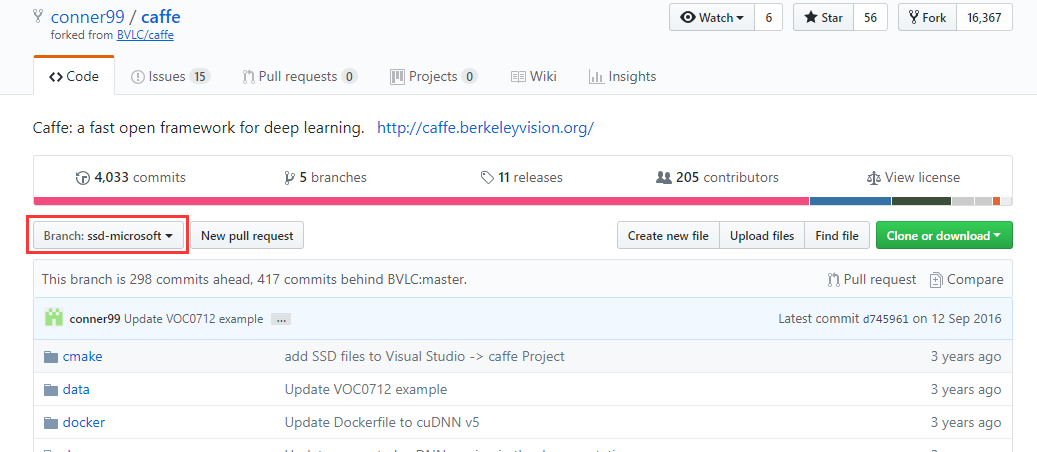 conner99 / caffe
Watch 6 Star 56 Fork 16,367
forked from BVLC/caffe
Code Issues 15 Pull requests 0 Projects 0 Wiki Insights
Caffe: a fast open framework for deep learning. http://caffe.berkeleyvision.org/
4,033 commits 5 branches 11 releases 205 contributors View license
Branch: ssd-microsoft New pull request Create new file Upload files Find file Clone or download
This branch is 298 commits ahead, 417 commits behind BVLC:master. Pull request Compare
conner99 Update VOC0712 example ... Latest commit d745961 on 12 Sep 2016
cmake add SSD files to Visual Studio -> caffe Project 3 years ago
data Update VOC0712 example 3 years ago
docker Update Dockerfile to cuDNN v5 3 years ago